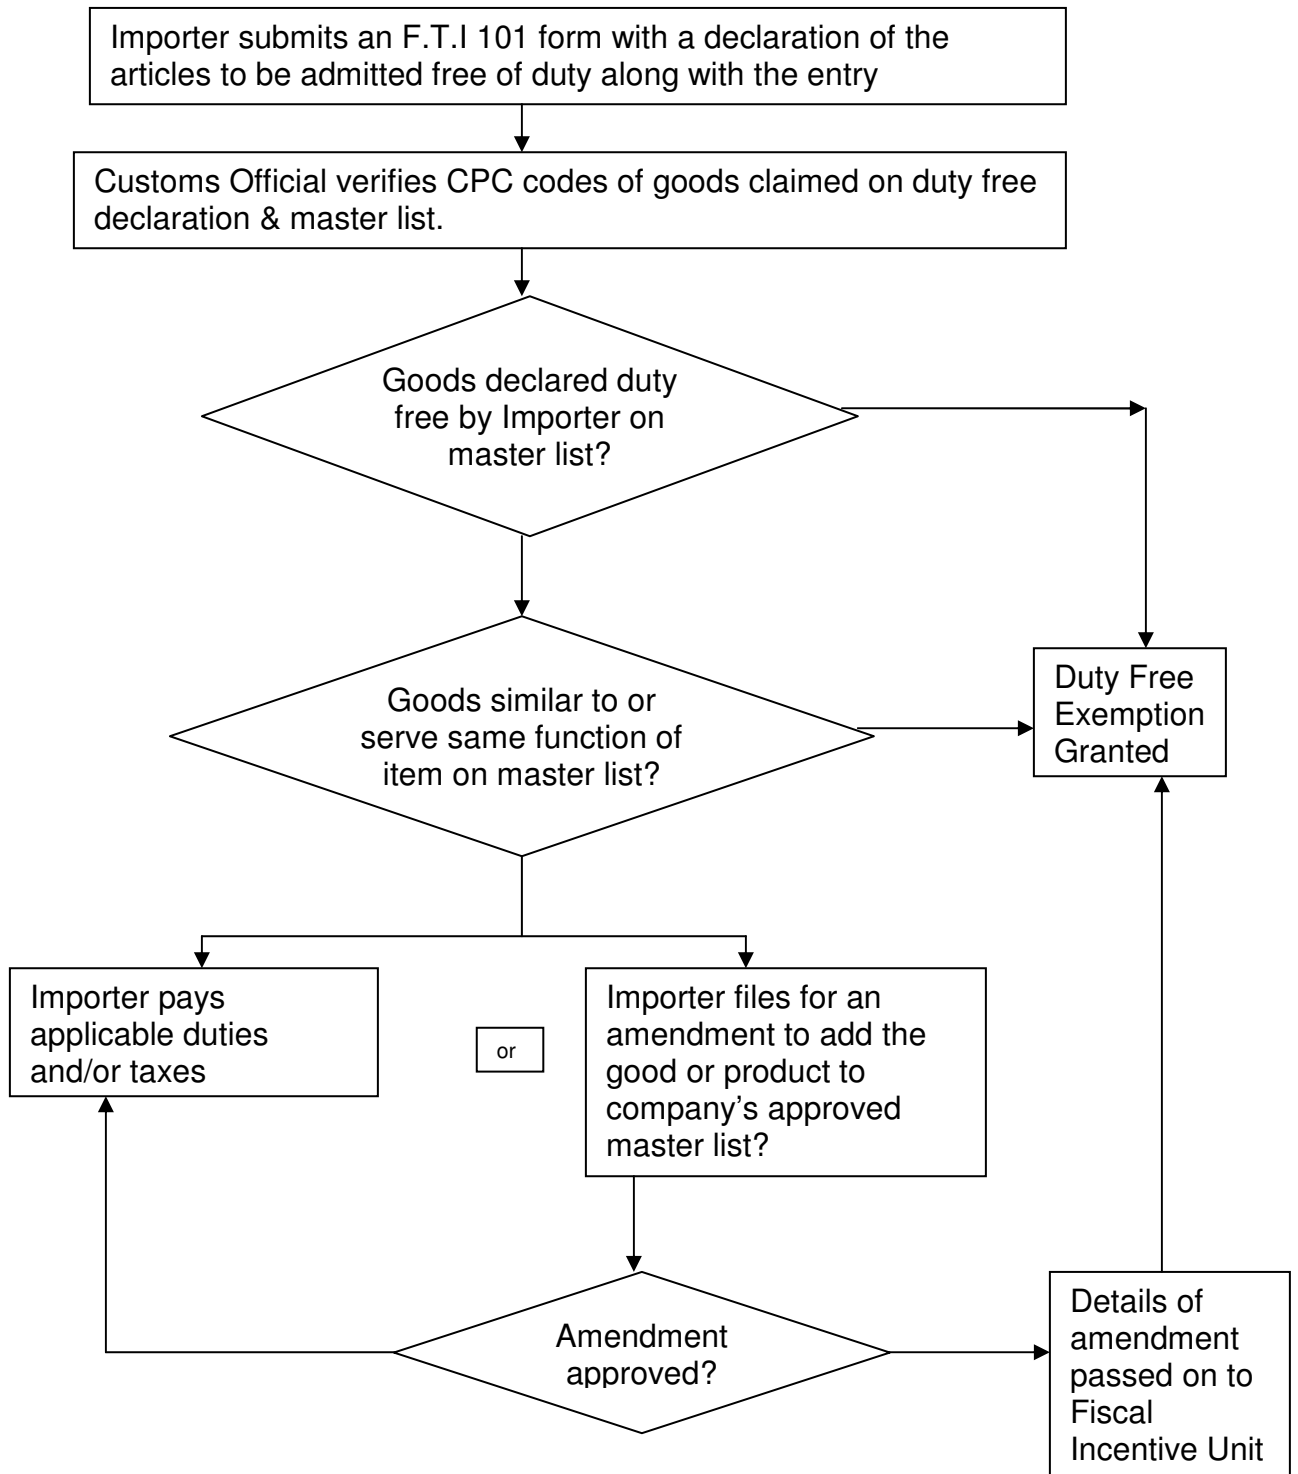 Importer submits an F.T.I 101 form with a declaration of the
articles to be admitted free of duty along with the entry
Customs Official verifies CPC codes of goods claimed on duty free
declaration & master list.
Goods declared duty
free by Importer on
master list?
Goods similar to or
serve same function of
item on master list?
Duty Free
Exemption
Granted
Importer pays
applicable duties
and/or taxes
or
Importer files for an
amendment to add the
good or product to
company’s approved
master list?
Amendment
approved?
Details of
amendment
passed on to
Fiscal
Incentive Unit